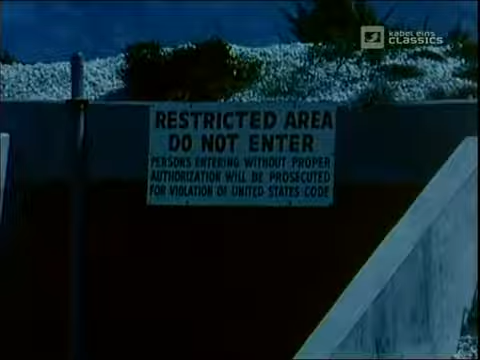 kabel eins
classics
RESTRICTED AREA
DO NOT ENTER
PERSONS ENTERING WITHOUT PROPER
AUTHORIZATION WILL BE PROSECUTED
FOR VIOLATION OF UNITED STATES CODE